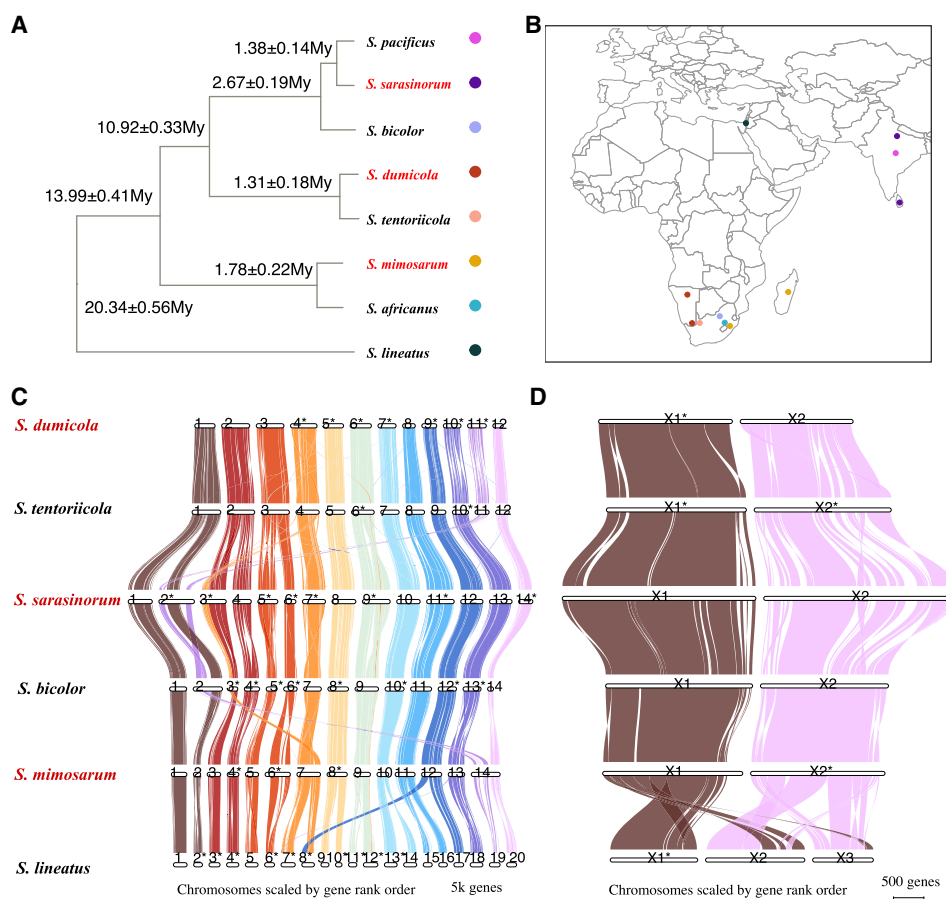 A
B
1.38±0.14My
S. pacificus
2.67±0.19My
S. sarasinorum
10.92±0.33My
S. bicolor
1.31±0.18My
S. dumicola
13.99±0.41My
S. tentoriicola
1.78±0.22My
S. mimosarum
20.34±0.56My
S. africanus
S. lineatus
C
S. dumicola
1 2 3 4* 5* 6* 7* 8 9* 10* 11* 12
S. tentoriicola
1 2 3 4 5 6* 7 8 9 10* 11 12
S. sarasinorum
1 2* 3* 4 5* 6* 7* 8 9* 10 11* 12 13 14*
S. bicolor
1 2 3* 4* 5* 6* 7 8* 9 10* 11 12* 13* 14
S. mimosarum
1 2 3 4* 5 6* 7 8* 9 10 11 12 13 14
S. lineatus
1 2* 3* 4* 5 6* 7* 8* 9 10* 11* 12* 13* 14 15 16 17 18 19 20
Chromosomes scaled by gene rank order
5k genes
D
X1* X2
X1* X2*
X1 X2
X1 X2
X1 X2*
X1* X2 X3
Chromosomes scaled by gene rank order
500 genes